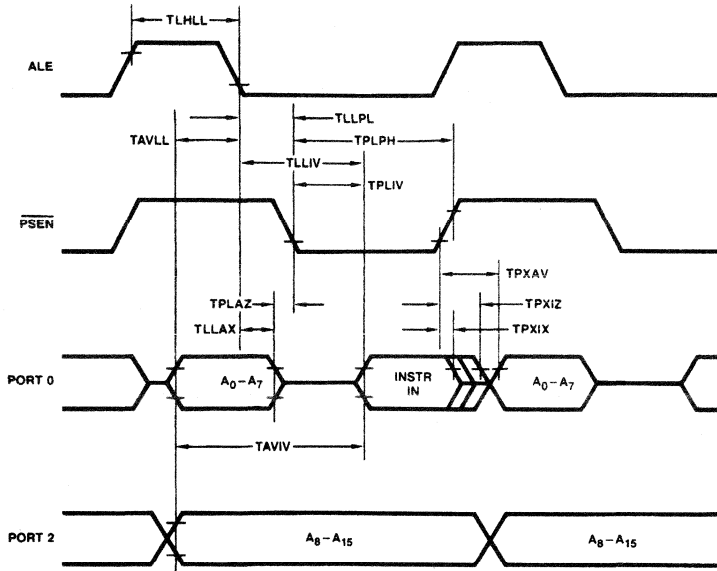 TLHLL
ALE
TLLPL
TAVLL
TPLPH
TLLIV
TPLIV
PSEN
TPXAV
TPLAZ
TPXIZ
TLLAX
TPXIX
PORT 0
A0–A7
INSTR
IN
A0–A7
TAVIV
PORT 2
A8–A15
A8–A15